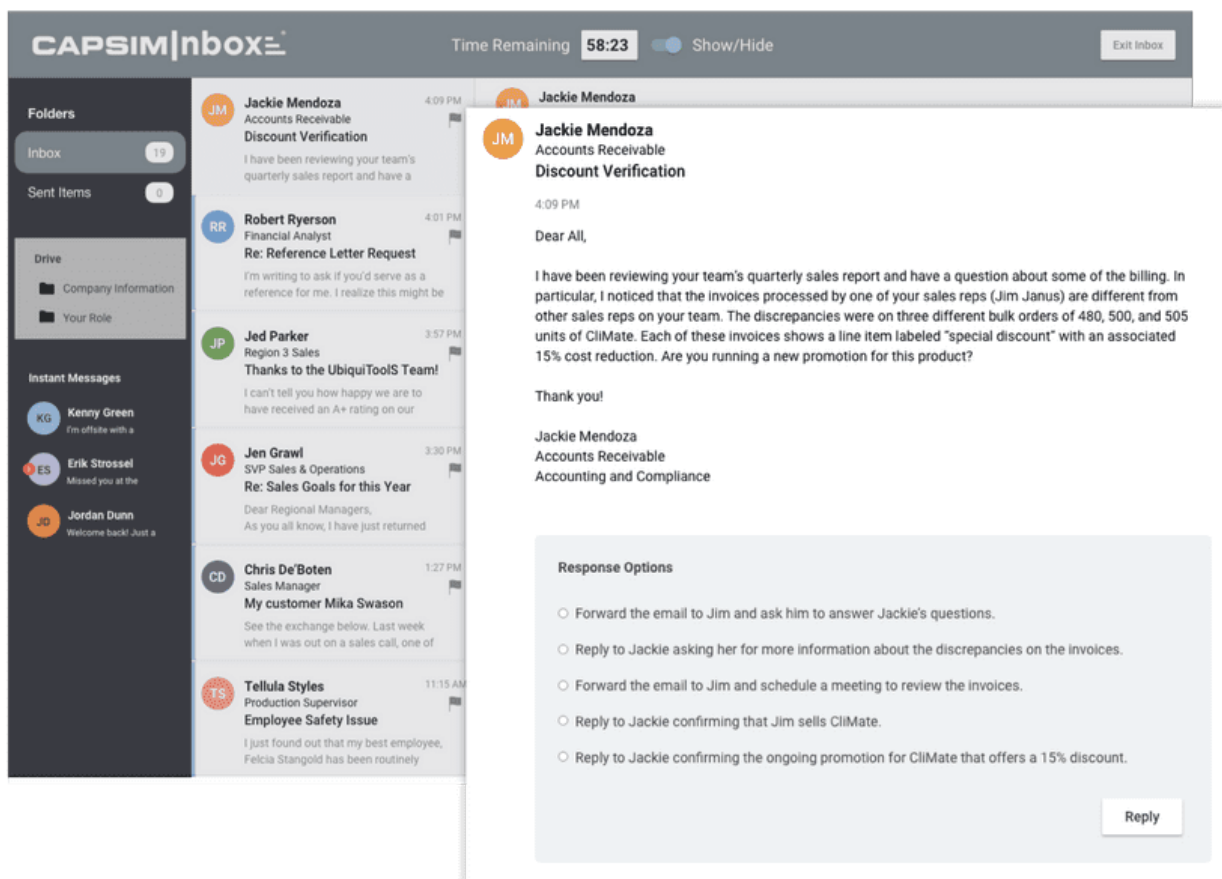 CAPSIM|nbox
Time Remaining 58:23 Show/Hide
Exit Inbox
Folders
Inbox 19
Sent Items 0
Drive
Company Information
Your Role
Instant Messages
KG
Kenny Green
I'm offsite with a
ES
Erik Strossel
Missed you at the
JD
Jordan Dunn
Welcome back! Just a
JM
Jackie Mendoza 4:09 PM
Accounts Receivable
Discount Verification
I have been reviewing your team's
quarterly sales report and have a
RR
Robert Ryerson 4:01 PM
Financial Analyst
Re: Reference Letter Request
I'm writing to ask if you'd serve as a
reference for me. I realize this might be
JP
Jed Parker 3:57 PM
Region 3 Sales
Thanks to the UbiquiToolS Team!
I can't tell you how happy we are to
have received an A+ rating on our
JG
Jen Grawl 3:30 PM
SVP Sales & Operations
Re: Sales Goals for this Year
Dear Regional Managers,
As you all know, I have just returned
CD
Chris De'Boten 1:27 PM
Sales Manager
My customer Mika Swason
See the exchange below. Last week
when I was out on a sales call, one of
TS
Tellula Styles 11:15 AM
Production Supervisor
Employee Safety Issue
I just found out that my best employee,
Felcia Stangold has been routinely
JM
Jackie Mendoza
JM
Jackie Mendoza
Accounts Receivable
Discount Verification
4:09 PM
Dear All,
I have been reviewing your team's quarterly sales report and have a question about some of the billing. In
particular, I noticed that the invoices processed by one of your sales reps (Jim Janus) are different from
other sales reps on your team. The discrepancies were on three different bulk orders of 480, 500, and 505
units of CliMate. Each of these invoices shows a line item labeled "special discount" with an associated
15% cost reduction. Are you running a new promotion for this product?
Thank you!
Jackie Mendoza
Accounts Receivable
Accounting and Compliance
Response Options
Forward the email to Jim and ask him to answer Jackie's questions.
Reply to Jackie asking her for more information about the discrepancies on the invoices.
Forward the email to Jim and schedule a meeting to review the invoices.
Reply to Jackie confirming that Jim sells CliMate.
Reply to Jackie confirming the ongoing promotion for CliMate that offers a 15% discount.
Reply